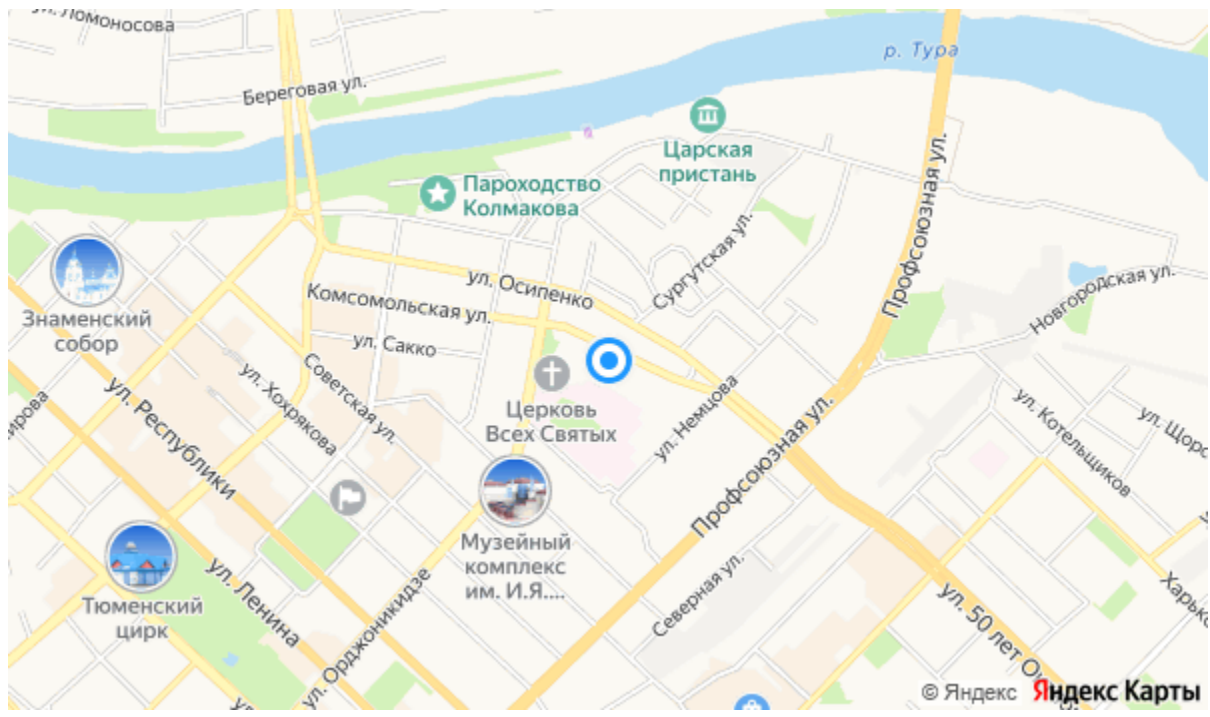 ул. Ломоносова
р. Тура
Береговая ул.
Царская
пристань
Профсоюзная ул.
Пароходство
Колмакова
Сургутская ул.
ул. Осипенко
Новгородская ул.
Комсомольская ул.
Знаменский
собор
ул. Сакко
Советская ул.
ул. Хохрякова
ул. Республики
Церковь
Всех Святых
ул. Немцова
ул. Котельщиков
ул. Щорс
ирова
Профсоюзная ул.
Музейный
комплекс
им. И.Я....
Северная ул.
Харько
ул. 50 лет Ок
Тюменский
цирк
ул. Ленина
ул. Орджоникидзе
© Яндекс Яндекс Карты